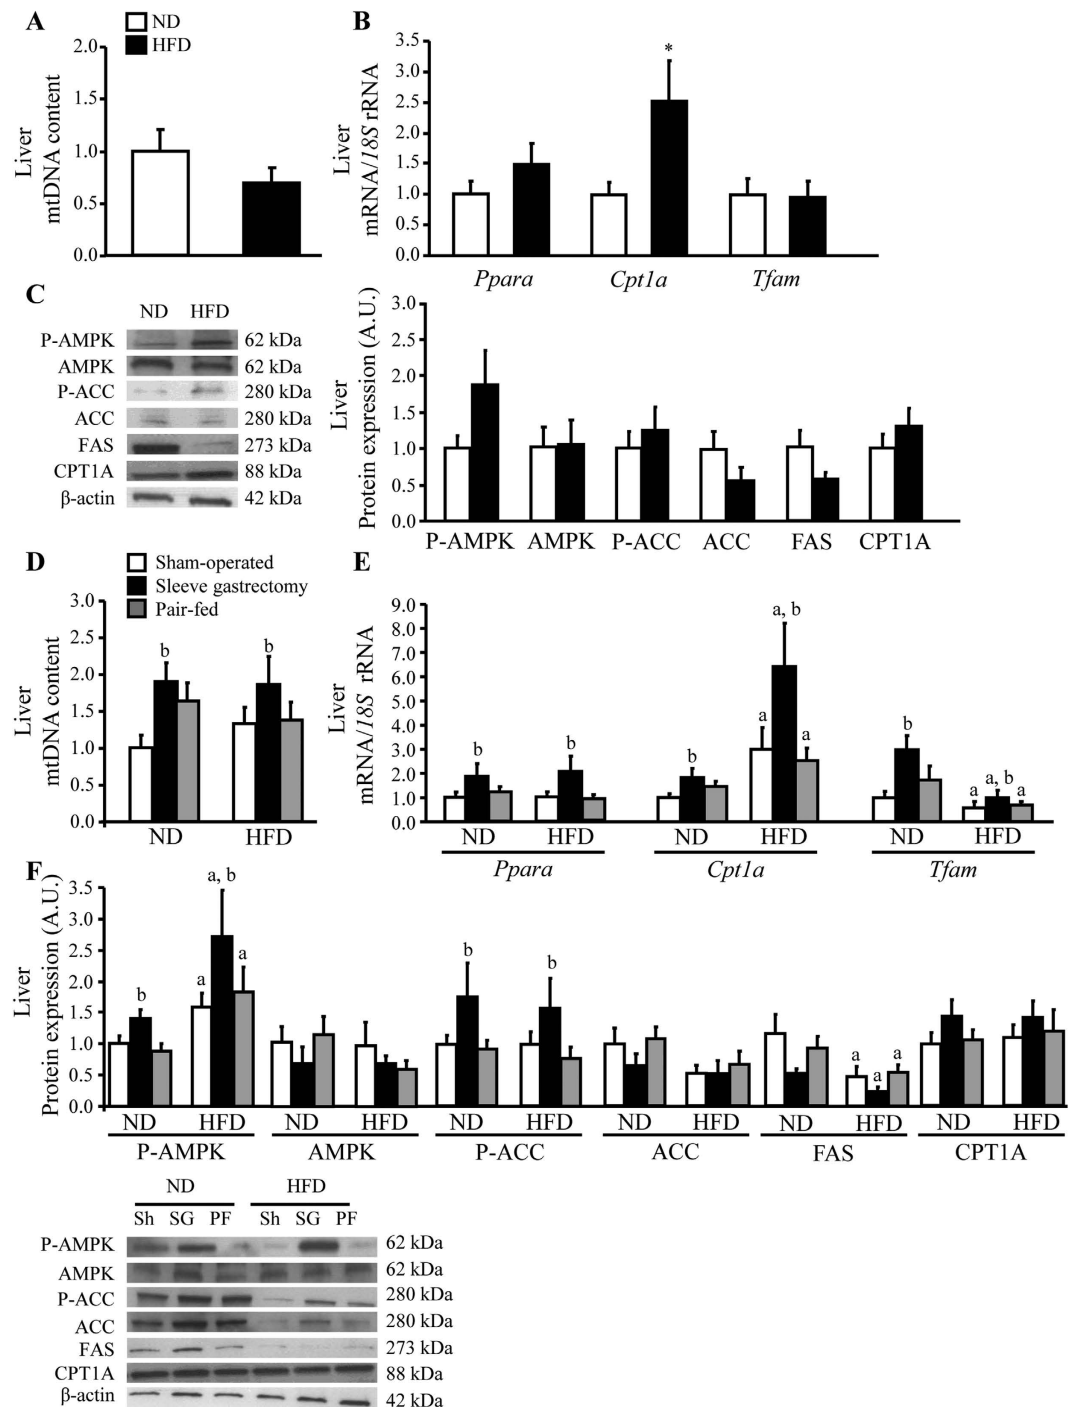 A
ND
HFD
Liver
mtDNA content
2.0
1.5
1.0
0.5
0.0
B
Liver
mRNA/18S rRNA
3.5
3.0
2.5
2.0
1.5
1.0
0.5
0.0
*
Ppara Cpt1a Tfam
C
ND HFD
P-AMPK 62 kDa
AMPK 62 kDa
P-ACC 280 kDa
ACC 280 kDa
FAS 273 kDa
CPT1A 88 kDa
β-actin 42 kDa
Liver
Protein expression (A.U.)
3.0
2.5
2.0
1.5
1.0
0.5
0.0
P-AMPK AMPK P-ACC ACC FAS CPT1A
D
Sham-operated
Sleeve gastrectomy
Pair-fed
Liver
mtDNA content
3.0
2.5
2.0
1.5
1.0
0.5
0.0
b b
ND HFD
E
Liver
mRNA/18S rRNA
9.0
8.0
7.0
6.0
5.0
4.0
3.0
2.0
1.0
0.0
b b b a a, b a b a a, b a
ND HFD ND HFD ND HFD
Ppara Cpt1a Tfam
F
Liver
Protein expression (A.U.)
3.5
3.0
2.5
2.0
1.5
1.0
0.5
0.0
b a a, b a b b a a a
ND HFD ND HFD ND HFD ND HFD ND HFD ND HFD
P-AMPK AMPK P-ACC ACC FAS CPT1A
ND HFD
Sh SG PF Sh SG PF
P-AMPK 62 kDa
AMPK 62 kDa
P-ACC 280 kDa
ACC 280 kDa
FAS 273 kDa
CPT1A 88 kDa
β-actin 42 kDa